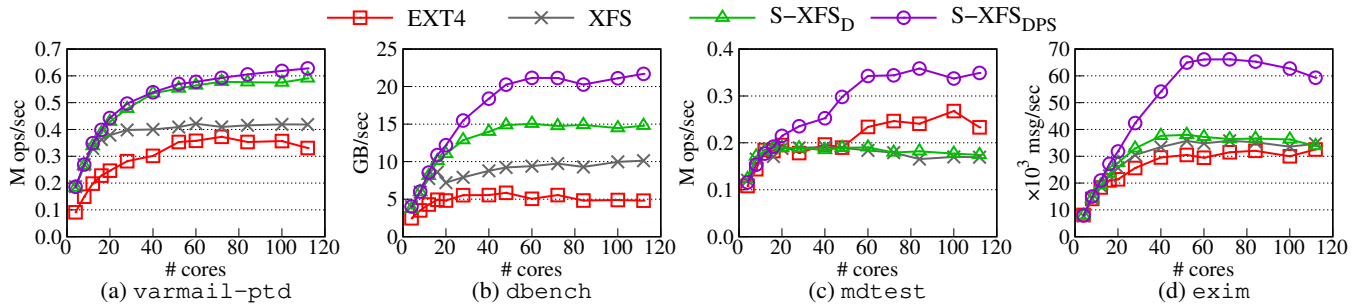 EXT4 XFS S-XFS_D S-XFS_DPS
M ops/sec
0.7
0.6
0.5
0.4
0.3
0.2
0.1
0.0
0 20 40 60 80 100 120
# cores
(a) varmail-ptd
GB/sec
25
20
15
10
5
0
0 20 40 60 80 100 120
# cores
(b) dbench
M ops/sec
0.4
0.3
0.2
0.1
0.0
0 20 40 60 80 100 120
# cores
(c) mdtest
×10³ msg/sec
70
60
50
40
30
20
10
0
0 20 40 60 80 100 120
# cores
(d) exim